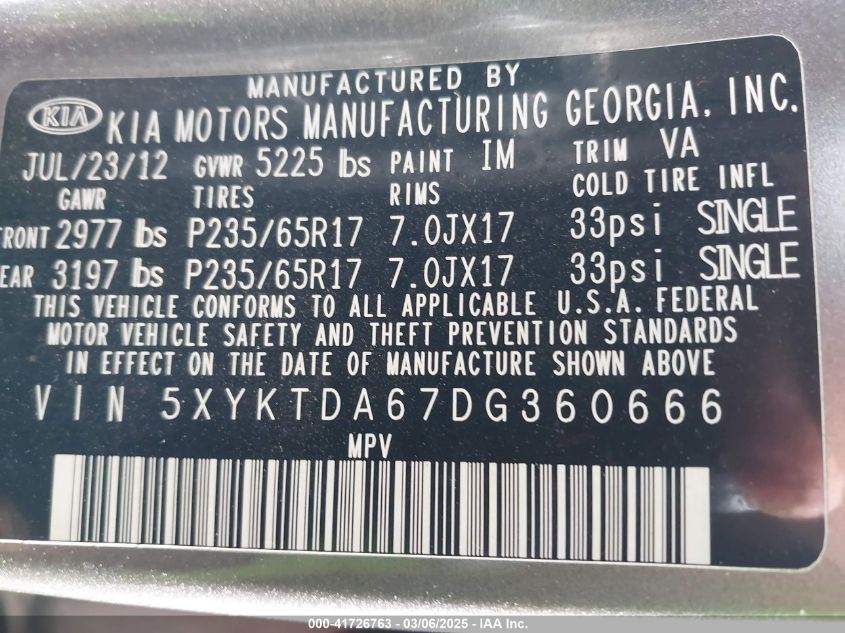 MANUFACTURED BY
KIA KIA MOTORS MANUFACTURING GEORGIA, INC.
JUL/23/12 GVWR 5225 lbs PAINT IM TRIM VA
GAWR TIRES RIMS COLD TIRE INFL
FRONT 2977 lbs P235/65R17 7.0JX17 33psi SINGLE
EAR 3197 lbs P235/65R17 7.0JX17 33psi SINGLE
THIS VEHICLE CONFORMS TO ALL APPLICABLE U.S.A. FEDERAL
MOTOR VEHICLE SAFETY AND THEFT PREVENTION STANDARDS
IN EFFECT ON THE DATE OF MANUFACTURE SHOWN ABOVE
VIN 5XYKTDA67DG360666
MPV
© 41726763 - 03/06/2025 - IAA Inc.